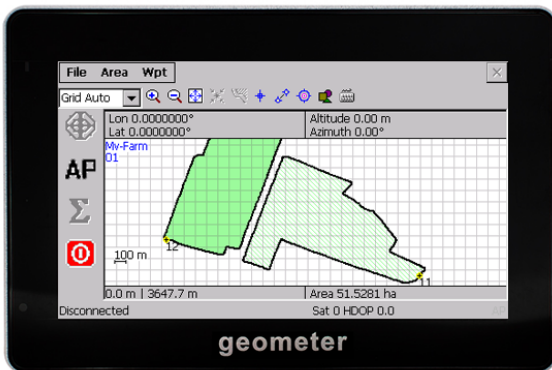 File Area Wpt
Grid Auto
Lon 0.0000000° Altitude 0.00 m
Lat 0.0000000° Azimuth 0.00°
My-Farm
01
AP
12
100 m
11
0.0 m | 3647.7 m Area 51.5281 ha
Disconnected Sat 0 HDOP 0.0 AP
geometer